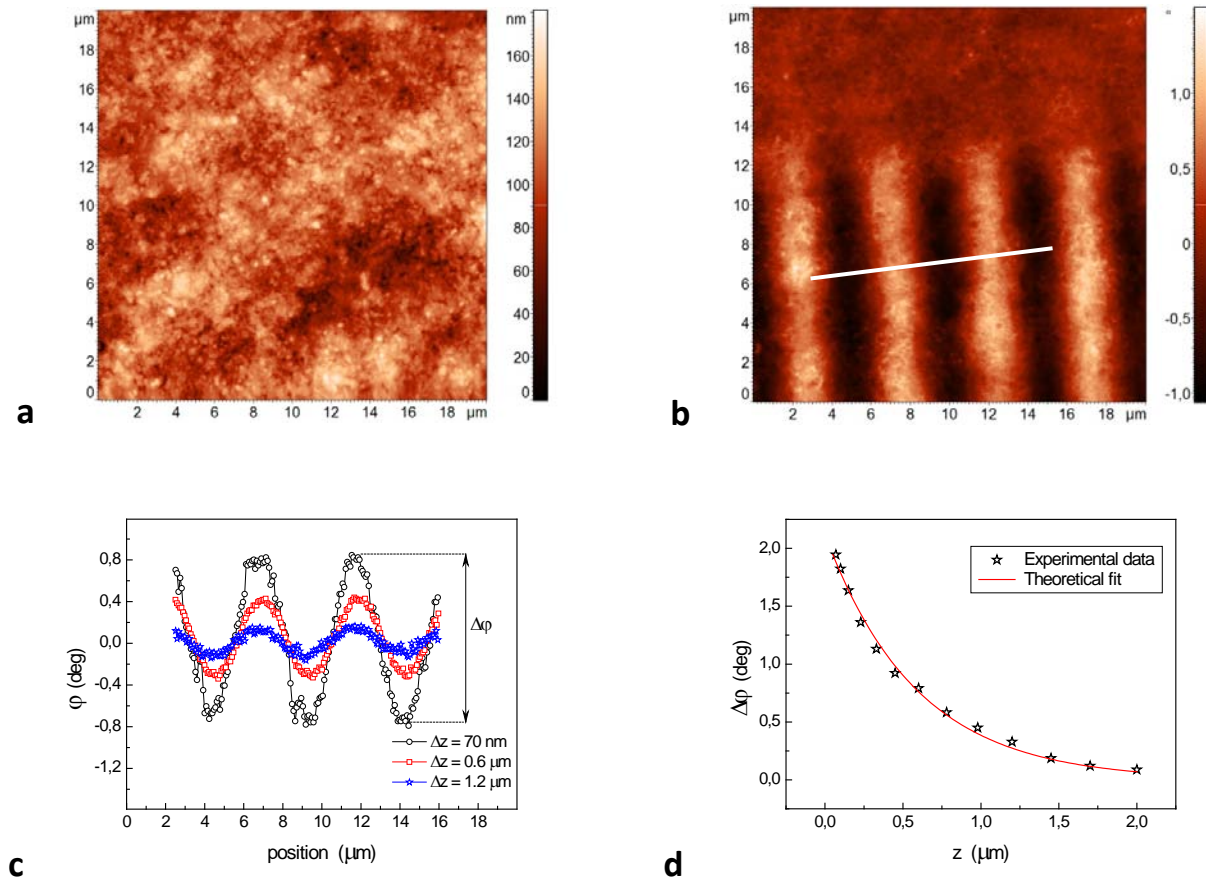 µm
18
16
14
12
10
8
6
4
2
0
2 4 6 8 10 12 14 16 18 µm
nm
160
140
120
100
80
60
40
20
0
a
µm
18
16
14
12
10
8
6
4
2
0
2 4 6 8 10 12 14 16 18 µm
°
1,0
0,5
0
-0,5
-1,0
b
φ (deg)
0,8
0,4
0,0
-0,4
-0,8
-1,2
Δφ
Δz = 70 nm
Δz = 0.6 µm
Δz = 1.2 µm
0 2 4 6 8 10 12 14 16 18 20
position (µm)
c
Δφ (deg)
2,0
1,5
1,0
0,5
0,0
Experimental data
Theoretical fit
0,0 0,5 1,0 1,5 2,0
z (µm)
d